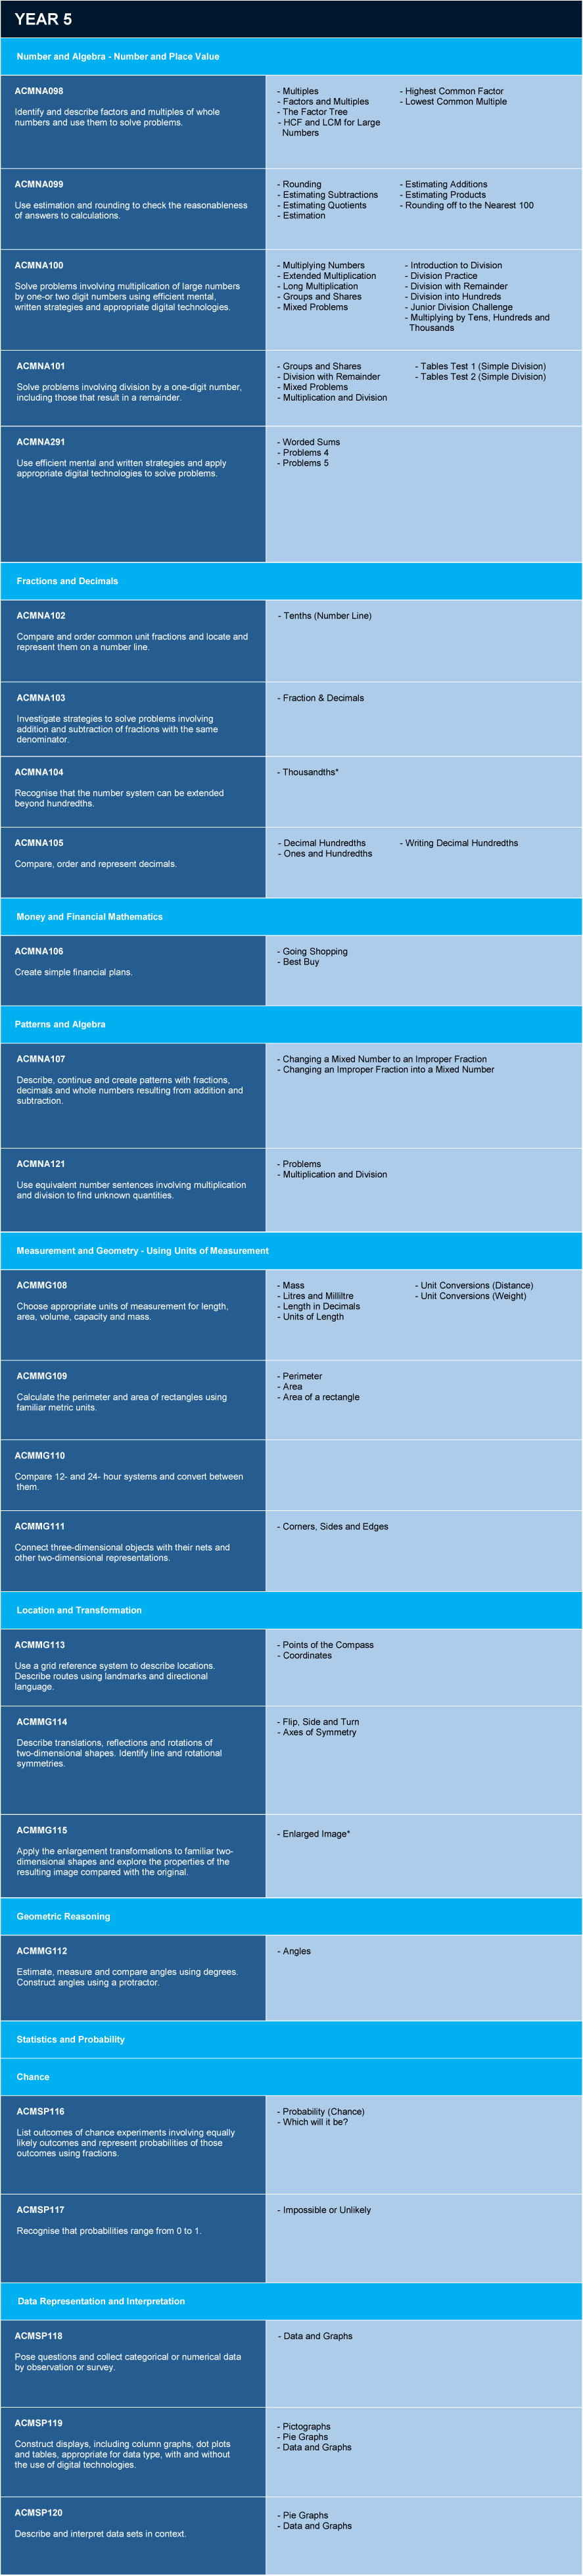 YEAR 5
Number and Algebra - Number and Place Value
ACMNA098
Identify and describe factors and multiples of whole
numbers and use them to solve problems.
- Multiples
- Factors and Multiples
- The Factor Tree
- HCF and LCM for Large
Numbers
- Highest Common Factor
- Lowest Common Multiple
ACMNA099
Use estimation and rounding to check the reasonableness
of answers to calculations.
- Rounding
- Estimating Subtractions
- Estimating Quotients
- Estimation
- Estimating Additions
- Estimating Products
- Rounding off to the Nearest 100
ACMNA100
Solve problems involving multiplication of large numbers
by one-or two digit numbers using efficient mental,
written strategies and appropriate digital technologies.
- Multiplying Numbers
- Extended Multiplication
- Long Multiplication
- Groups and Shares
- Mixed Problems
- Introduction to Division
- Division Practice
- Division with Remainder
- Division into Hundreds
- Junior Division Challenge
- Multiplying by Tens, Hundreds and
Thousands
ACMNA101
Solve problems involving division by a one-digit number,
including those that result in a remainder.
- Groups and Shares
- Division with Remainder
- Mixed Problems
- Multiplication and Division
- Tables Test 1 (Simple Division)
- Tables Test 2 (Simple Division)
ACMNA291
Use efficient mental and written strategies and apply
appropriate digital technologies to solve problems.
- Worded Sums
- Problems 4
- Problems 5
Fractions and Decimals
ACMNA102
Compare and order common unit fractions and locate and
represent them on a number line.
- Tenths (Number Line)
ACMNA103
Investigate strategies to solve problems involving
addition and subtraction of fractions with the same
denominator.
- Fraction & Decimals
ACMNA104
Recognise that the number system can be extended
beyond hundredths.
- Thousandths*
ACMNA105
Compare, order and represent decimals.
- Decimal Hundredths
- Ones and Hundredths
- Writing Decimal Hundredths
Money and Financial Mathematics
ACMNA106
Create simple financial plans.
- Going Shopping
- Best Buy
Patterns and Algebra
ACMNA107
Describe, continue and create patterns with fractions,
decimals and whole numbers resulting from addition and
subtraction.
- Changing a Mixed Number to an Improper Fraction
- Changing an Improper Fraction into a Mixed Number
ACMNA121
Use equivalent number sentences involving multiplication
and division to find unknown quantities.
- Problems
- Multiplication and Division
Measurement and Geometry - Using Units of Measurement
ACMMG108
Choose appropriate units of measurement for length,
area, volume, capacity and mass.
- Mass
- Litres and Milliltre
- Length in Decimals
- Units of Length
- Unit Conversions (Distance)
- Unit Conversions (Weight)
ACMMG109
Calculate the perimeter and area of rectangles using
familiar metric units.
- Perimeter
- Area
- Area of a rectangle
ACMMG110
Compare 12- and 24- hour systems and convert between
them.
ACMMG111
Connect three-dimensional objects with their nets and
other two-dimensional representations.
- Corners, Sides and Edges
Location and Transformation
ACMMG113
Use a grid reference system to describe locations.
Describe routes using landmarks and directional
language.
- Points of the Compass
- Coordinates
ACMMG114
Describe translations, reflections and rotations of
two-dimensional shapes. Identify line and rotational
symmetries.
- Flip, Side and Turn
- Axes of Symmetry
ACMMG115
Apply the enlargement transformations to familiar two-
dimensional shapes and explore the properties of the
resulting image compared with the original.
- Enlarged Image*
Geometric Reasoning
ACMMG112
Estimate, measure and compare angles using degrees.
Construct angles using a protractor.
- Angles
Statistics and Probability
Chance
ACMSP116
List outcomes of chance experiments involving equally
likely outcomes and represent probabilities of those
outcomes using fractions.
- Probability (Chance)
- Which will it be?
ACMSP117
Recognise that probabilities range from 0 to 1.
- Impossible or Unlikely
Data Representation and Interpretation
ACMSP118
Pose questions and collect categorical or numerical data
by observation or survey.
- Data and Graphs
ACMSP119
Construct displays, including column graphs, dot plots
and tables, appropriate for data type, with and without
the use of digital technologies.
- Pictographs
- Pie Graphs
- Data and Graphs
ACMSP120
Describe and interpret data sets in context.
- Pie Graphs
- Data and Graphs